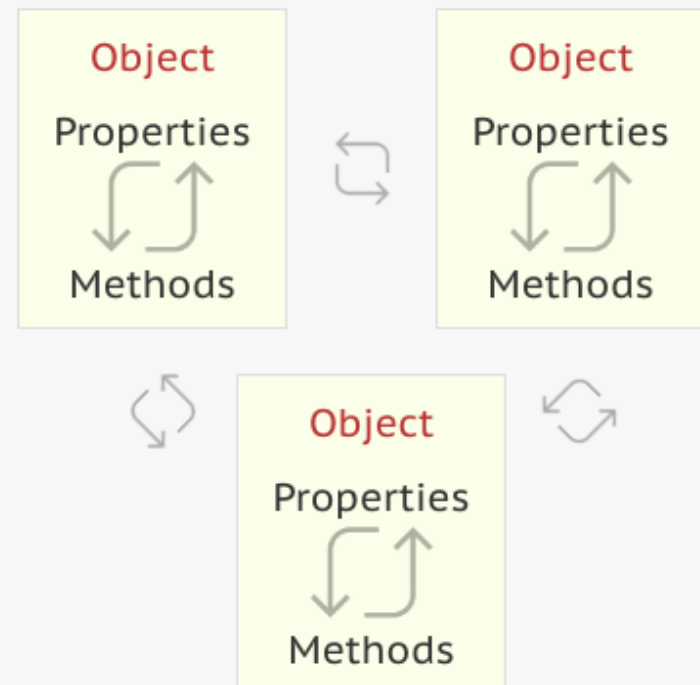 Object
Properties
Methods
Object
Properties
Methods
Object
Properties
Methods